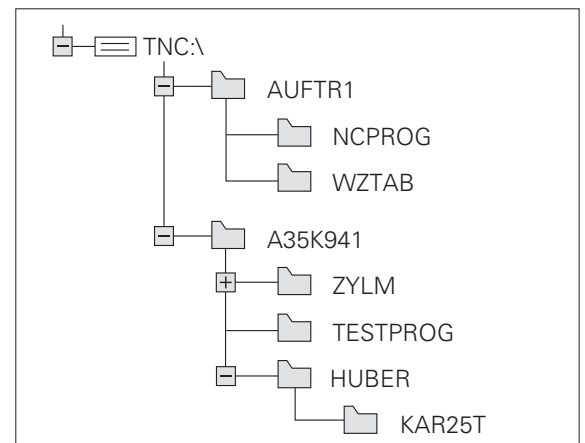 TNC:\
AUFTR1
NCPROG
WZTAB
A35K941
ZYLM
TESTPROG
HUBER
KAR25T